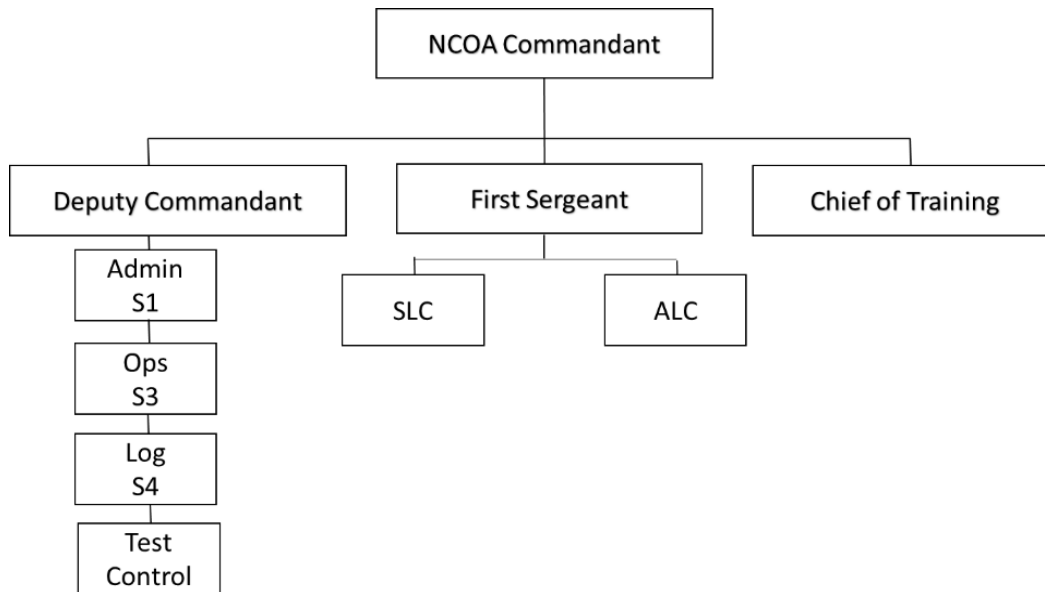 NCOA Commandant
Deputy Commandant
First Sergeant
Chief of Training
Admin
S1
SLC
ALC
Ops
S3
Log
S4
Test
Control